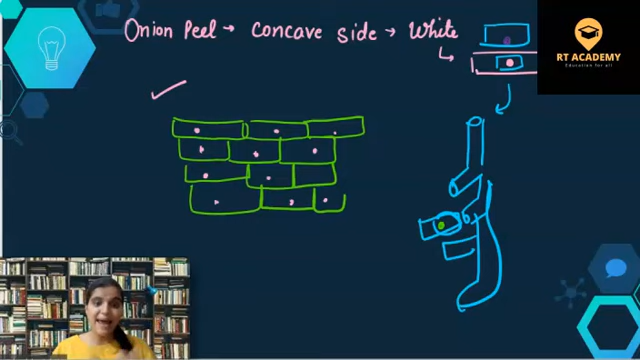 Onion Peel → Concave side → White
RT ACADEMY
Education for all